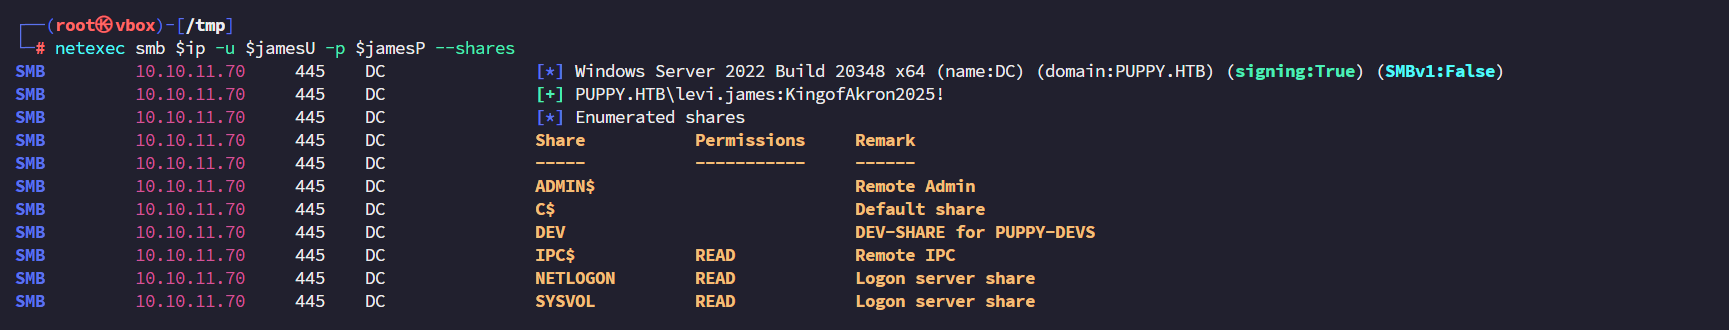 ┌──(root㉿vbox)-[/tmp]
└─# netexec smb $ip -u $jamesU -p $jamesP --shares
SMB         10.10.11.70     445    DC               [*] Windows Server 2022 Build 20348 x64 (name:DC) (domain:PUPPY.HTB) (signing:True) (SMBv1:False)
SMB         10.10.11.70     445    DC               [+] PUPPY.HTB\levi.james:KingofAkron2025!
SMB         10.10.11.70     445    DC               [*] Enumerated shares
SMB         10.10.11.70     445    DC               Share           Permissions     Remark
SMB         10.10.11.70     445    DC               -----           -----------     ------
SMB         10.10.11.70     445    DC               ADMIN$                          Remote Admin
SMB         10.10.11.70     445    DC               C$                              Default share
SMB         10.10.11.70     445    DC               DEV                             DEV-SHARE for PUPPY-DEVS
SMB         10.10.11.70     445    DC               IPC$            READ            Remote IPC
SMB         10.10.11.70     445    DC               NETLOGON        READ            Logon server share
SMB         10.10.11.70     445    DC               SYSVOL          READ            Logon server share